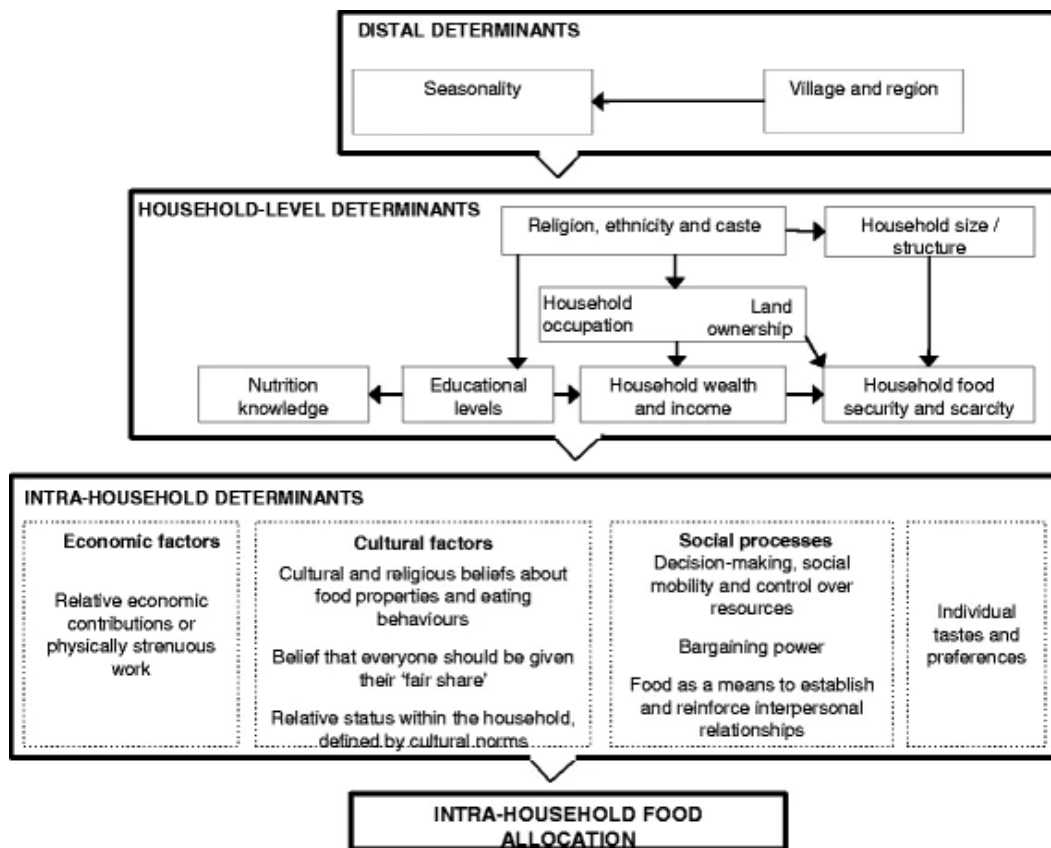 DISTAL DETERMINANTS
Seasonality
Village and region
HOUSEHOLD-LEVEL DETERMINANTS
Religion, ethnicity and caste
Household size /
structure
Household
occupation
Land
ownership
Nutrition
knowledge
Educational
levels
Household wealth
and income
Household food
security and scarcity
INTRA-HOUSEHOLD DETERMINANTS
Economic factors
Relative economic
contributions or
physically strenuous
work
Cultural factors
Cultural and religious beliefs about
food properties and eating
behaviours
Belief that everyone should be given
their 'fair share'
Relative status within the household,
defined by cultural norms
Social processes
Decision-making, social
mobility and control over
resources
Bargaining power
Food as a means to establish
and reinforce interpersonal
relationships
Individual
tastes and
preferences
INTRA-HOUSEHOLD FOOD
ALLOCATION